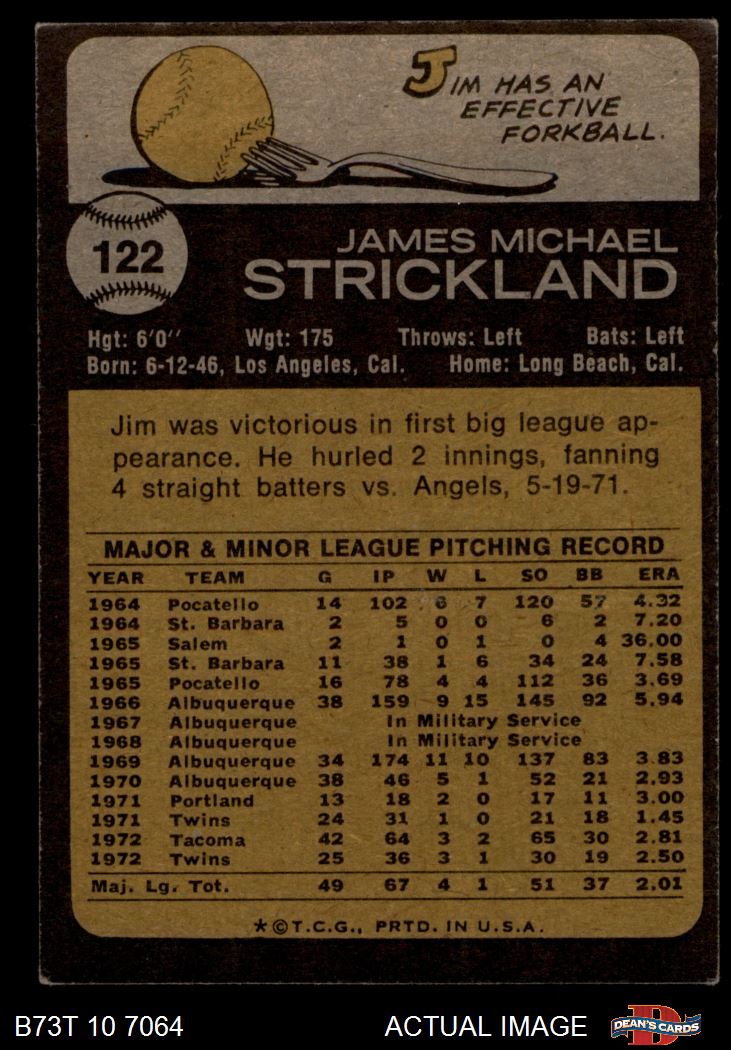 JIM HAS AN
EFFECTIVE
FORKBALL.
122
JAMES MICHAEL
STRICKLAND
Hgt: 6'0" Wgt: 175 Throws: Left Bats: Left
Born: 6-12-46, Los Angeles, Cal. Home: Long Beach, Cal.
Jim was victorious in first big league ap-
pearance. He hurled 2 innings, fanning
4 straight batters vs. Angels, 5-19-71.
MAJOR & MINOR LEAGUE PITCHING RECORD
YEAR TEAM G IP W L SO BB ERA
1964 Pocatello 14 102 6 7 120 57 4.32
1964 St. Barbara 2 5 0 0 6 2 7.20
1965 Salem 2 1 0 1 0 4 36.00
1965 St. Barbara 11 38 1 6 34 24 7.58
1965 Pocatello 16 78 4 4 112 36 3.69
1966 Albuquerque 38 159 9 15 145 92 5.94
1967 Albuquerque In Military Service
1968 Albuquerque In Military Service
1969 Albuquerque 34 174 11 10 137 83 3.83
1970 Albuquerque 38 46 5 1 52 21 2.93
1971 Portland 13 18 2 0 17 11 3.00
1971 Twins 24 31 1 0 21 18 1.45
1972 Tacoma 42 64 3 2 65 30 2.81
1972 Twins 25 36 3 1 30 19 2.50
Maj. Lg. Tot. 49 67 4 1 51 37 2.01
*©T.C.G., PRTD. IN U.S.A.
B73T 10 7064 ACTUAL IMAGE D DEAN'S CARDS